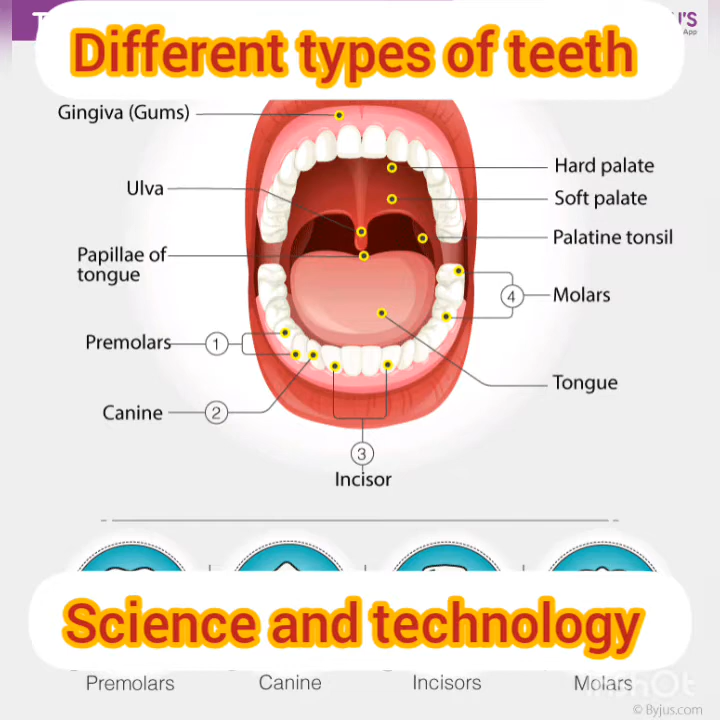 Different types of teeth
'S
App
Gingiva (Gums)
Hard palate
Ulva
Soft palate
Palatine tonsil
Papillae of
tongue
4
Molars
Premolars
1
Tongue
Canine
2
3
Incisor
Science and technology
Premolars
Canine
Incisors
Molars
© Byjus.com